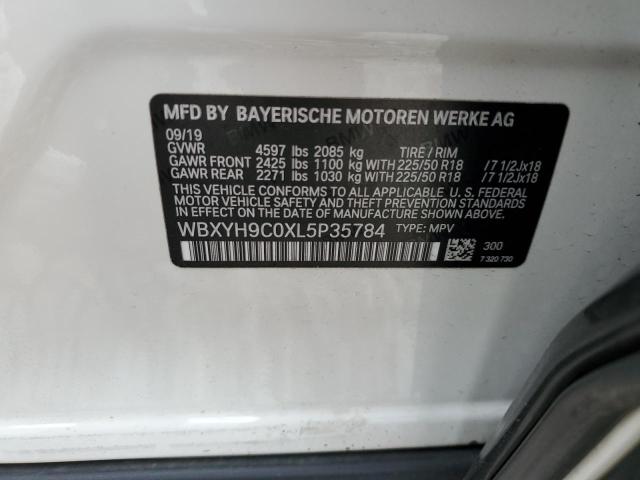 MFD BY BAYERISCHE MOTOREN WERKE AG
09/19
GVWR 4597 lbs 2085 kg TIRE / RIM
GAWR FRONT 2425 lbs 1100 kg WITH 225/50 R18 /7 1/2Jx18
GAWR REAR 2271 lbs 1030 kg WITH 225/50 R18 /7 1/2Jx18
THIS VEHICLE CONFORMS TO ALL APPLICABLE U. S. FEDERAL
MOTOR VEHICLE SAFETY AND THEFT PREVENTION STANDARDS
IN EFFECT ON THE DATE OF MANUFACTURE SHOWN ABOVE.
WBXYH9C0XL5P35784 TYPE: MPV
300
7 320 730